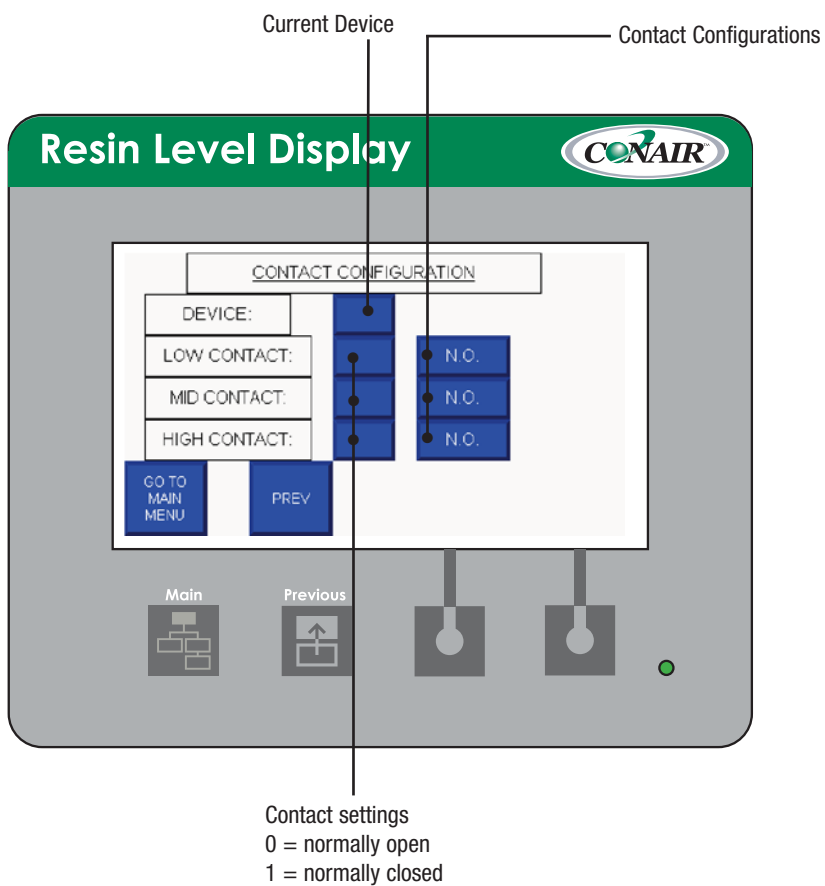 Current Device
Contact Configurations
Resin Level Display
CONAIR™
CONTACT CONFIGURATION
DEVICE:
LOW CONTACT:
N.O.
MID CONTACT:
N.O.
HIGH CONTACT:
N.O.
GO TO
MAIN
MENU
PREV
Main
Previous
Contact settings
0 = normally open
1 = normally closed